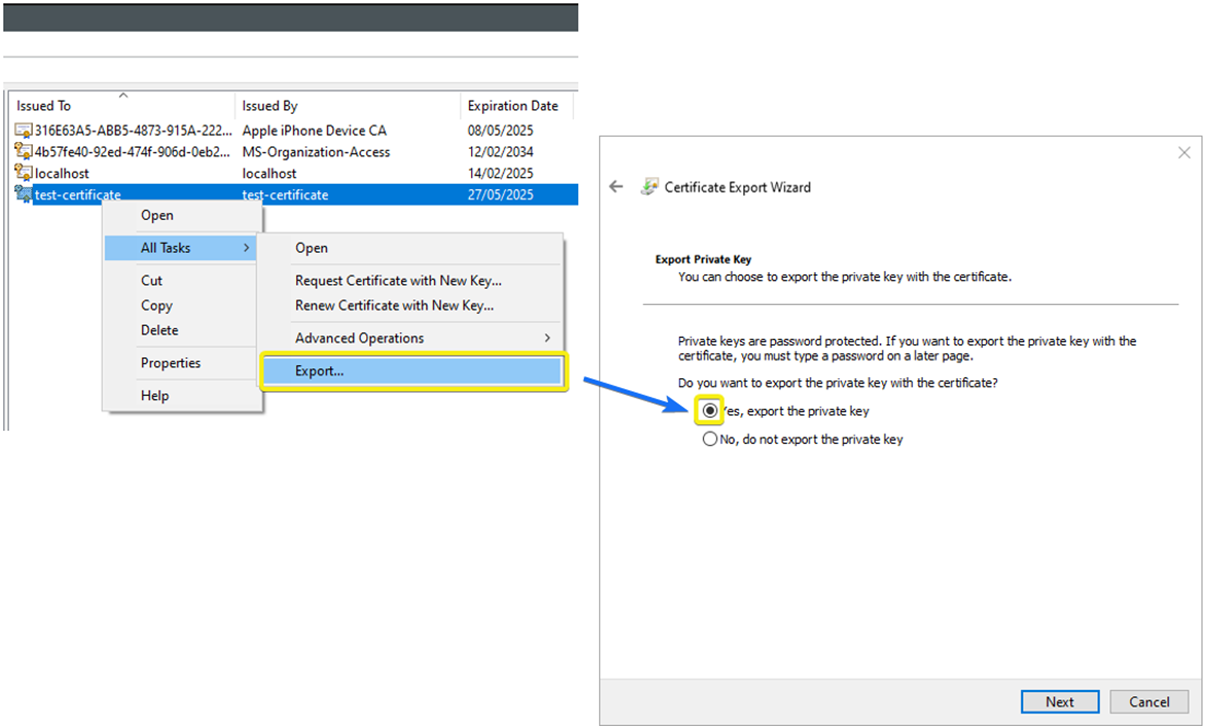 Issued To Issued By Expiration Date
316E63A5-ABB5-4873-915A-222... Apple iPhone Device CA 08/05/2025
4b57fe40-92ed-474f-906d-0eb2... MS-Organization-Access 12/02/2034
localhost localhost 14/02/2025
test-certificate test-certificate 27/05/2025
Open
All Tasks
Cut
Copy
Delete
Properties
Help
Open
Request Certificate with New Key...
Renew Certificate with New Key...
Advanced Operations
Export...
Certificate Export Wizard
Export Private Key
You can choose to export the private key with the certificate.
Private keys are password protected. If you want to export the private key with the
certificate, you must type a password on a later page.
Do you want to export the private key with the certificate?
Yes, export the private key
No, do not export the private key
Next Cancel